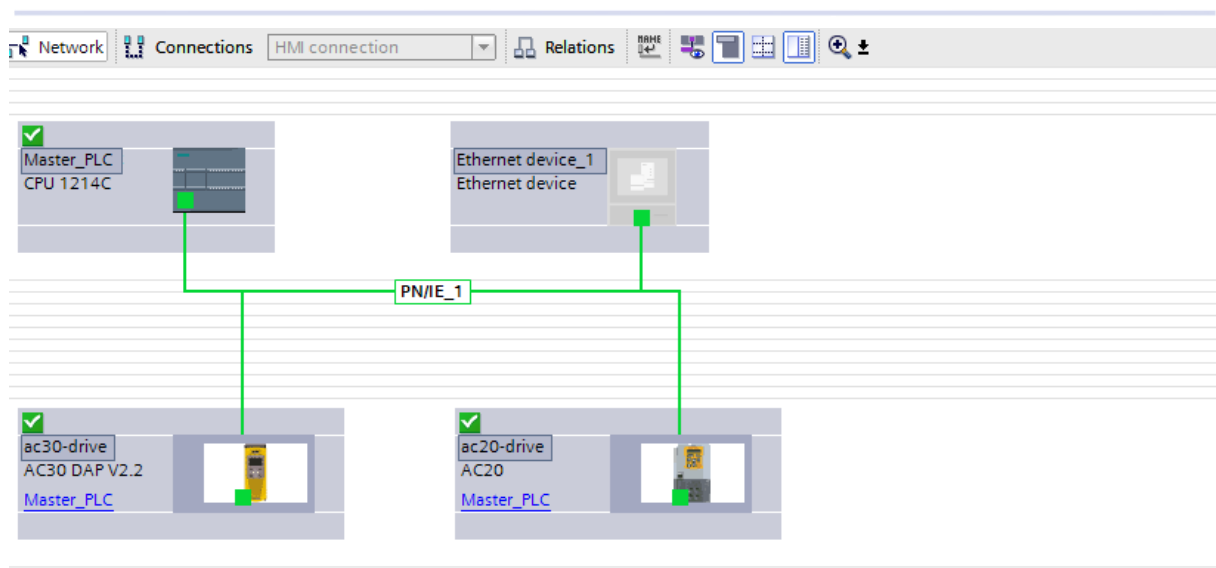 Network Connections HMI connection Relations
Master_PLC
CPU 1214C
Ethernet device_1
Ethernet device
PN/IE_1
ac30-drive
AC30 DAP V2.2
Master_PLC
ac20-drive
AC20
Master_PLC